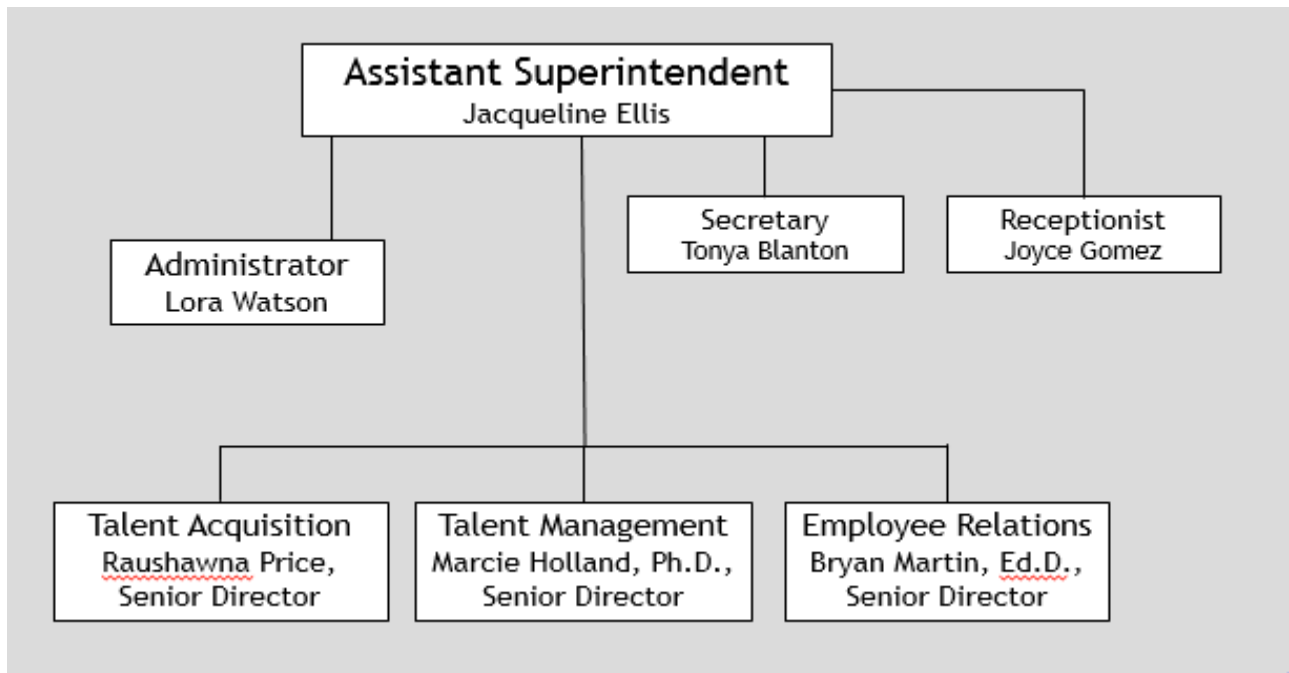 Assistant Superintendent
Jacqueline Ellis
Secretary
Tonya Blanton
Receptionist
Joyce Gomez
Administrator
Lora Watson
Talent Acquisition
Raushawna Price,
Senior Director
Talent Management
Marcie Holland, Ph.D.,
Senior Director
Employee Relations
Bryan Martin, Ed.D.,
Senior Director